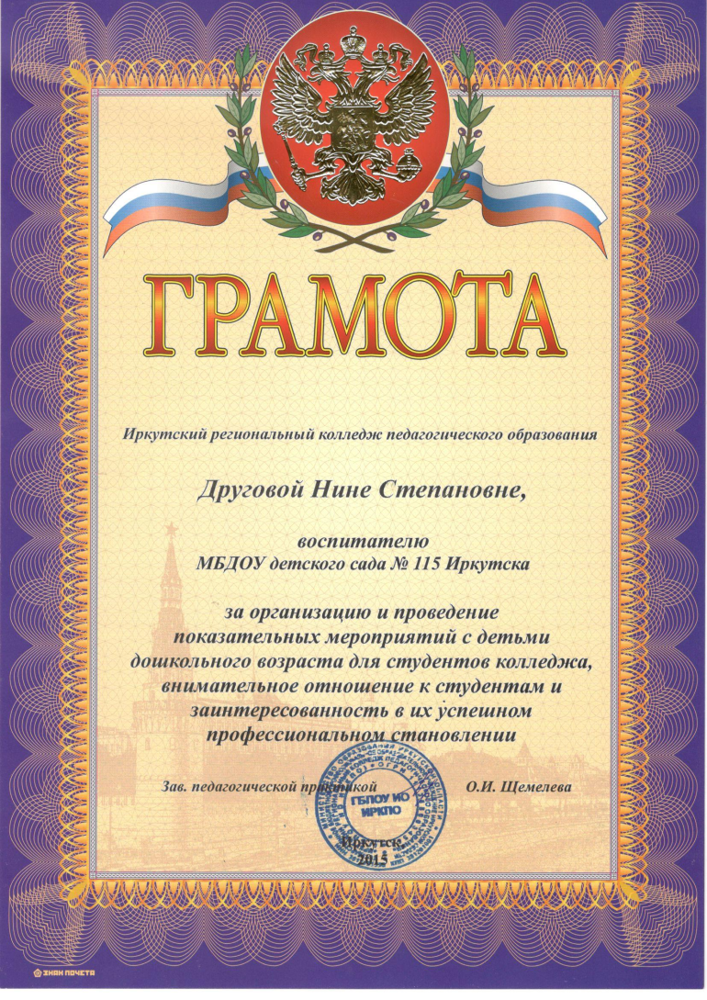 ГРАМОТА
Иркутский региональный колледж педагогического образования
Друговой Нине Степановне,
воспитателю
МБДОУ детского сада № 115 Иркутска
за организацию и проведение
показательных мероприятий с детьми
дошкольного возраста для студентов колледжа,
внимательное отношение к студентам и
заинтересованность в их успешном
профессиональном становлении
Зав. педагогической практикой О.И. Щемелева
ГБПОУ ИО
ИРКПО
Иркутск,
2015
ЗНАК ПОЧЕТА